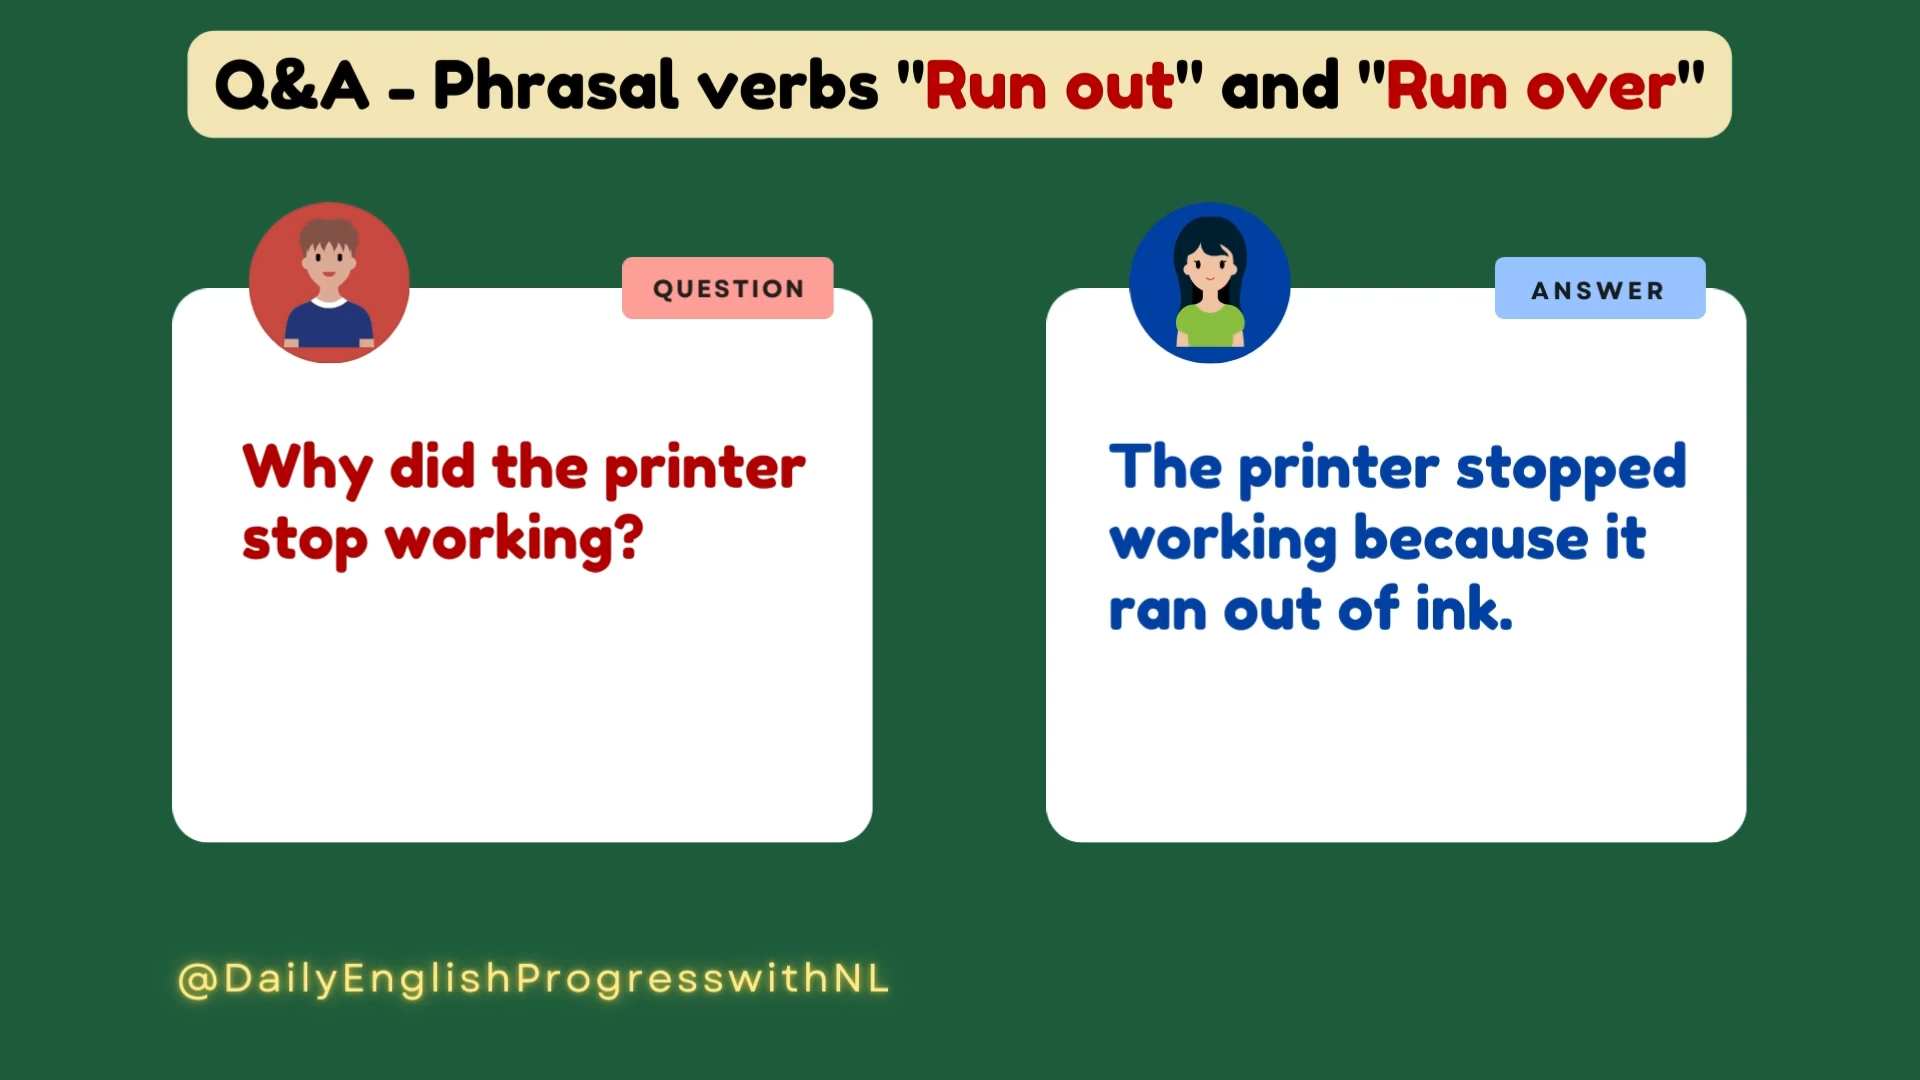 Q&A - Phrasal verbs "Run out" and "Run over"
QUESTION
Why did the printer
stop working?
ANSWER
The printer stopped
working because it
ran out of ink.
@DailyEnglishProgresswithNL